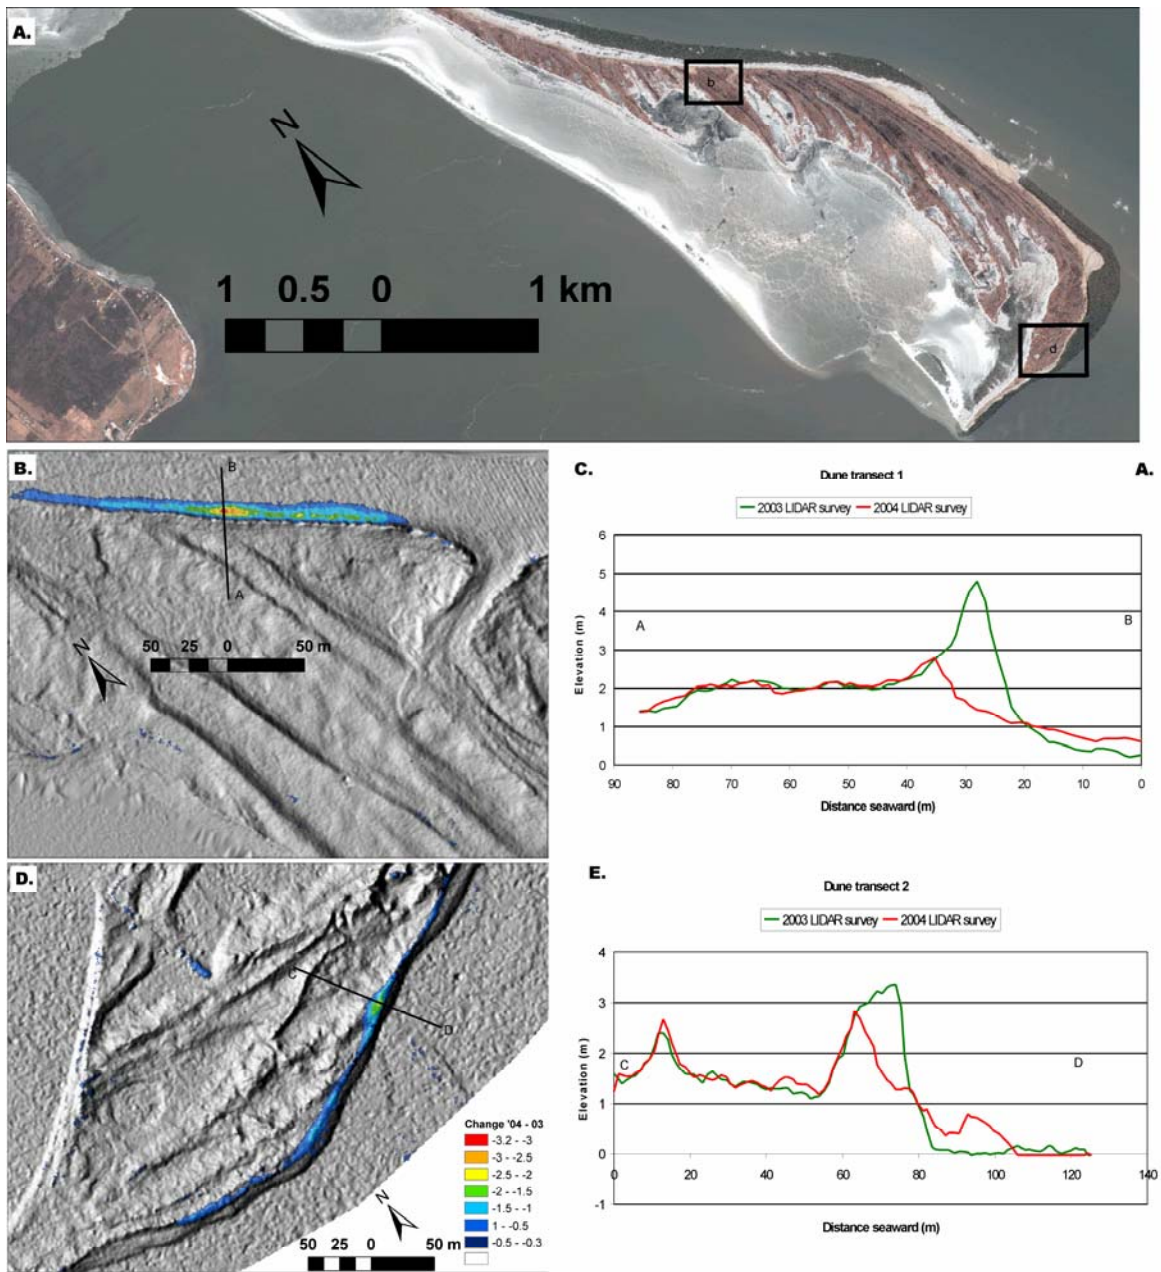 A.
b
N
1 0.5 0 1 km
d
B.
B
A
50 25 0 50 m
N
C. A.
Dune transect 1
2003 LIDAR survey 2004 LIDAR survey
6
5
4
3
2
1
0
Elevation (m)
A B
90 80 70 60 50 40 30 20 10 0
Distance seaward (m)
D.
C
D
Change '04 - 03
-3.2 - -3
-3 - -2.5
-2.5 - -2
-2 - -1.5
-1.5 - -1
1 - -0.5
-0.5 - -0.3
N
50 25 0 50 m
E.
Dune transect 2
2003 LIDAR survey 2004 LIDAR survey
4
3
2
1
0
-1
Elevation (m)
C D
0 20 40 60 80 100 120 140
Distance seaward (m)